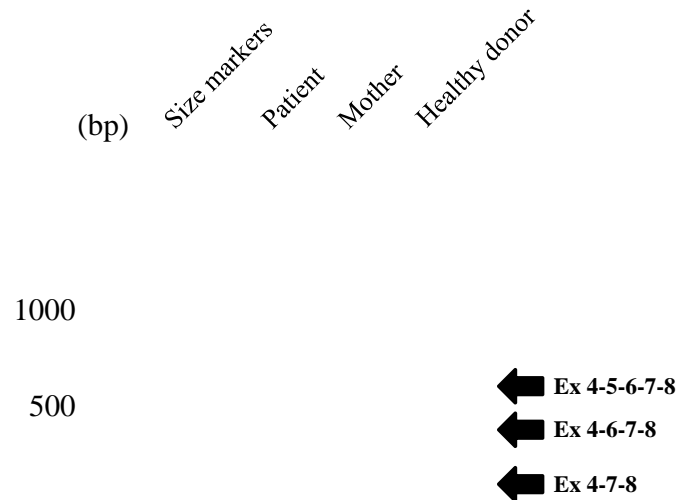 Size markers
Patient
Mother
Healthy donor
(bp)
1000
Ex 4-5-6-7-8
500
Ex 4-6-7-8
Ex 4-7-8